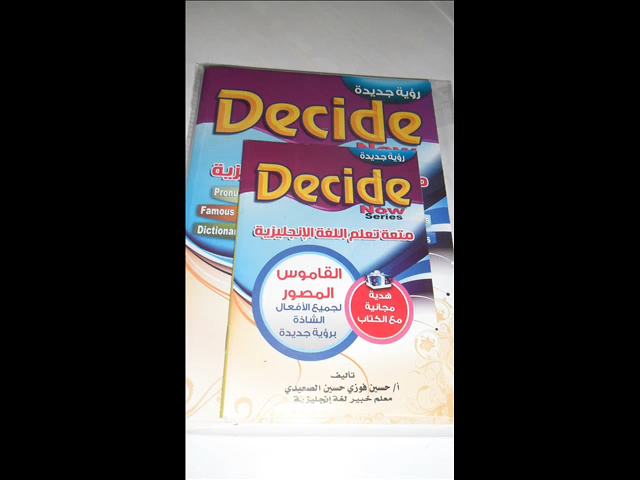 رؤية جديدة
Decide
Now
Pronu
Famous
Dictionar
رؤية جديدة
Decide
Now
Series
متعة تعلم اللغة الإنجليزية
القاموس
المصور
لجميع الأفعال
الشاذة
برؤية جديدة
هدية
مجانية
مع الكتاب
تأليف
أ/ حسين فوزي حسين الصعيدي
معلم خبير لغة إنجليزية